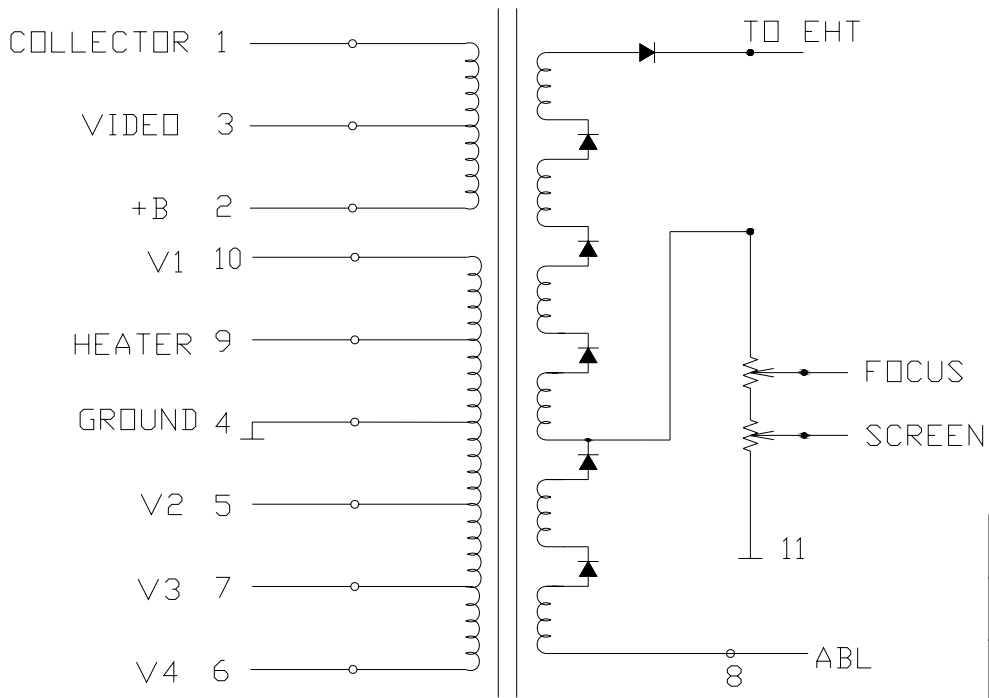 COLLECTOR 1
TO EHT
VIDEO 3
+B 2
V1 10
HEATER 9
FOCUS
GROUND 4
SCREEN
V2 5
11
V3 7
ABL
V4 6
8